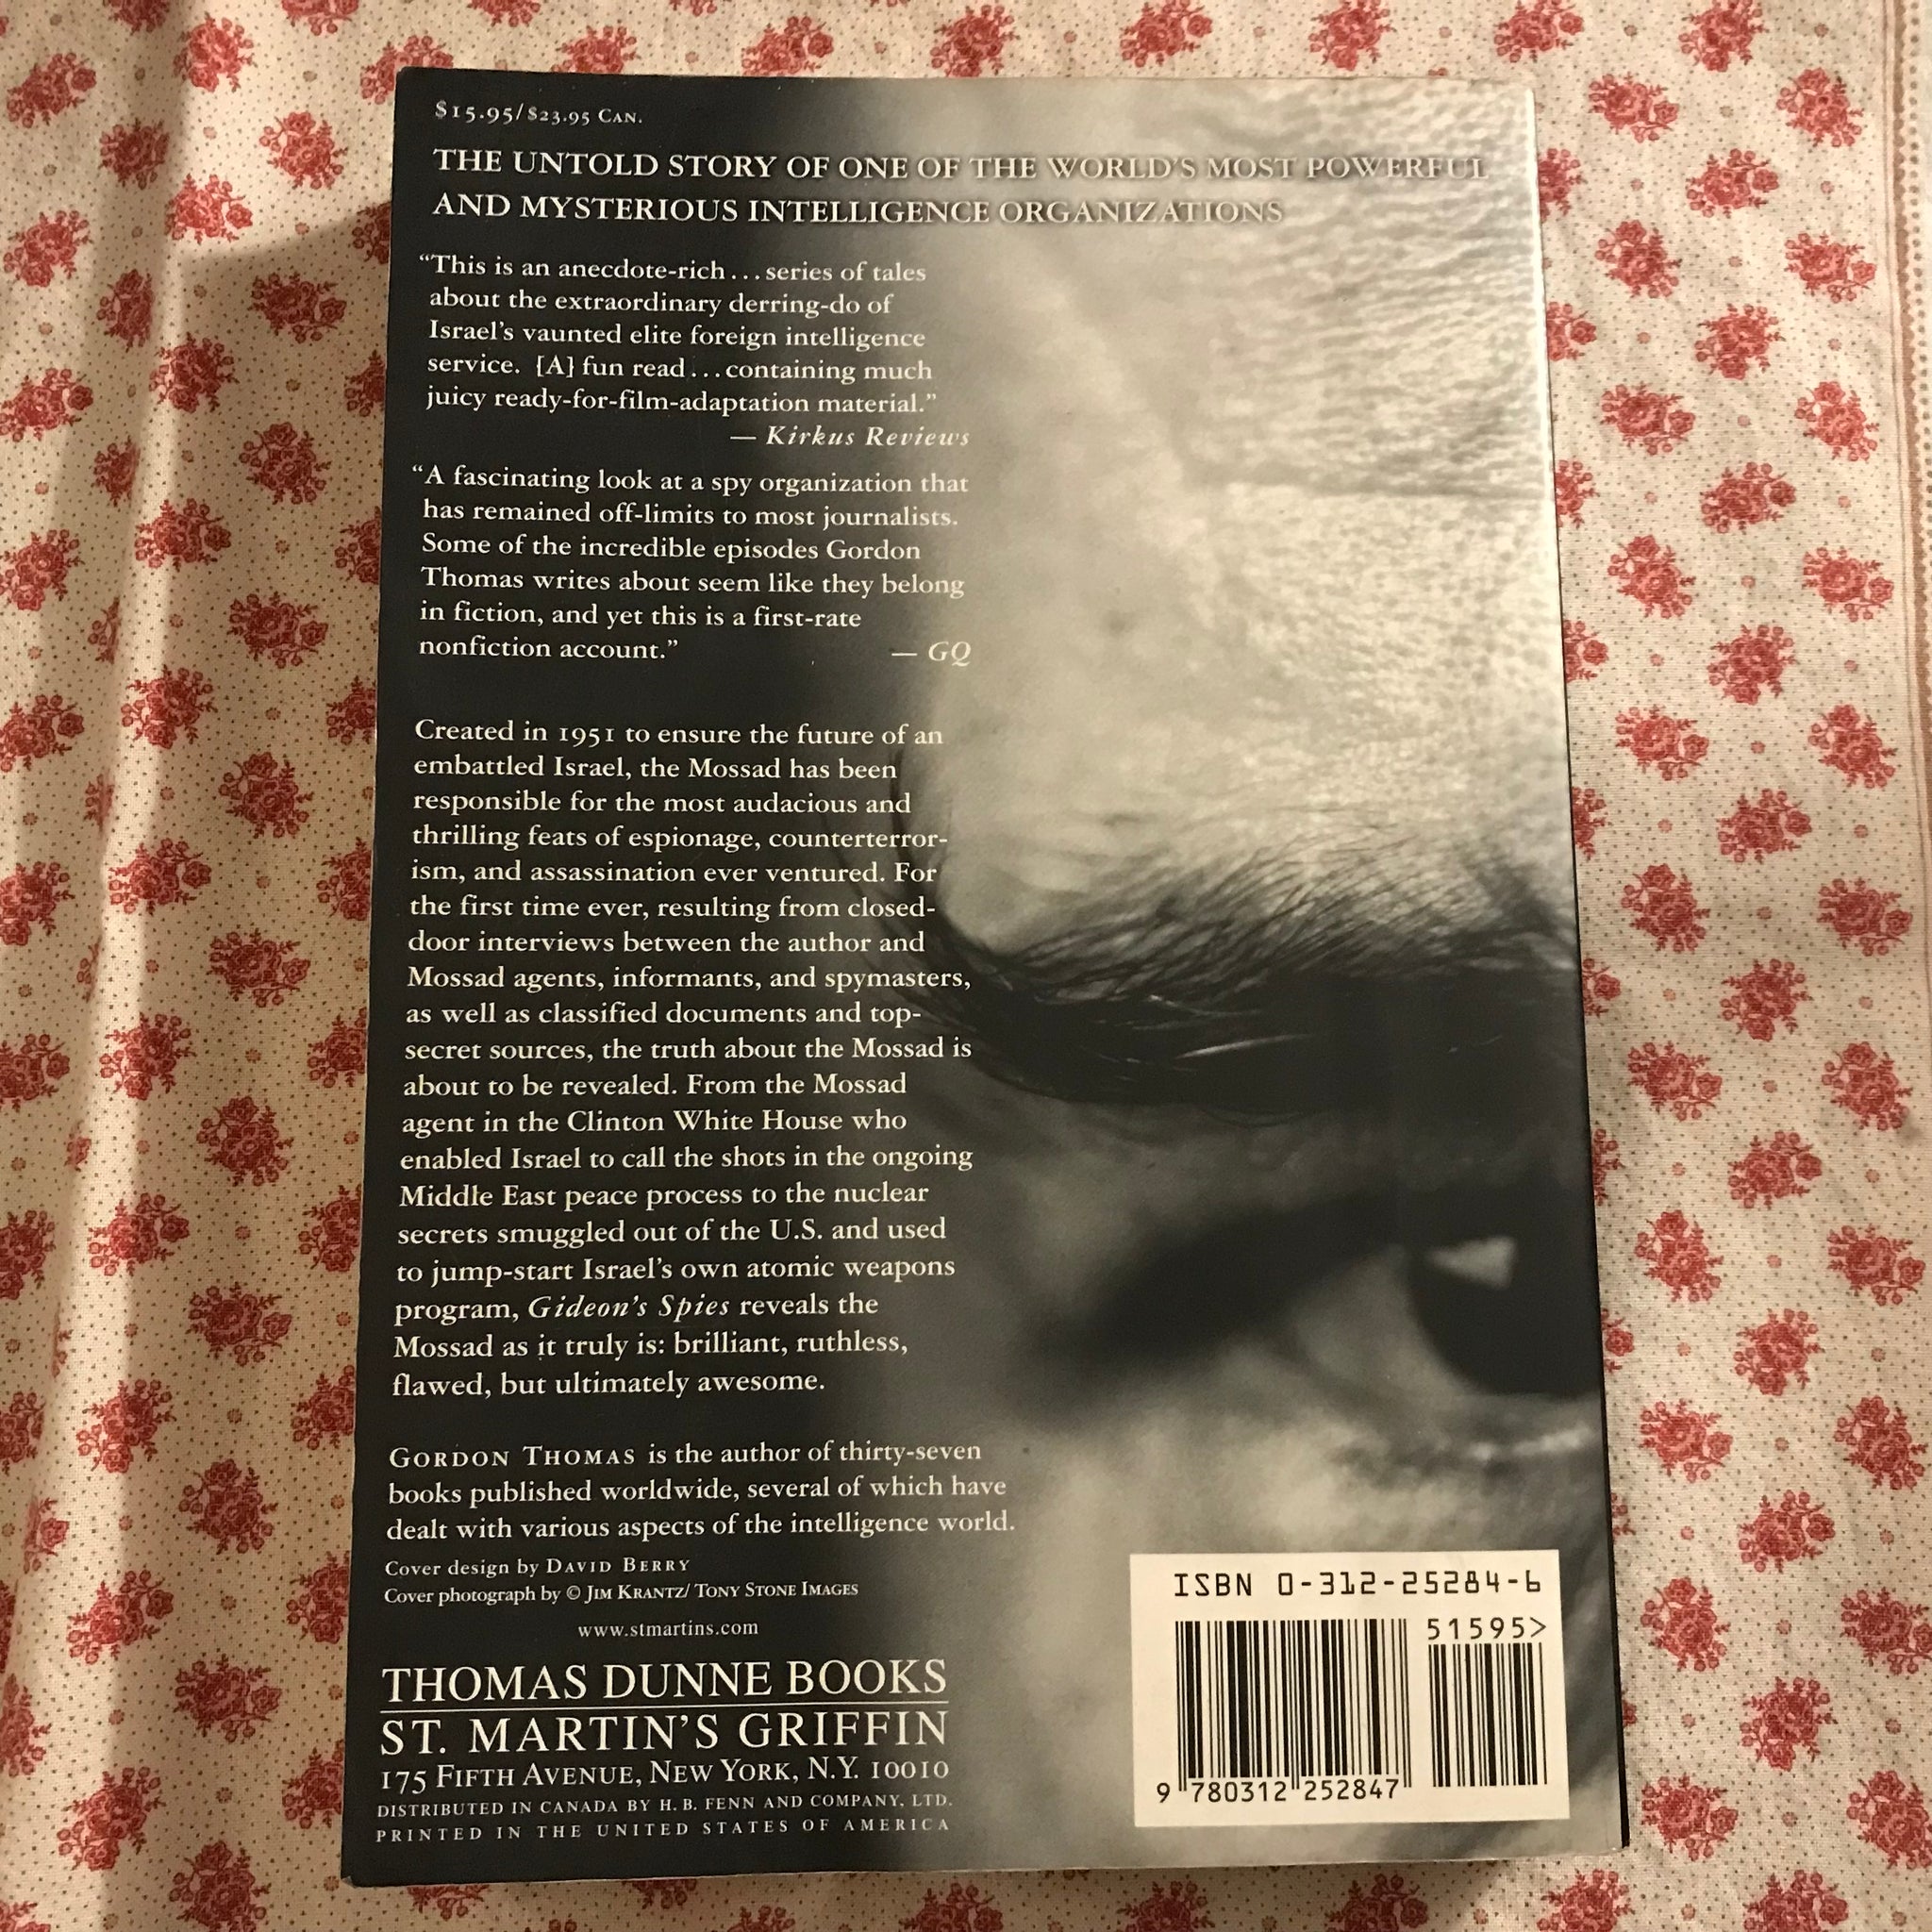 $15.95/$23.95 CAN.
THE UNTOLD STORY OF ONE OF THE WORLD'S MOST POWERFUL
AND MYSTERIOUS INTELLIGENCE ORGANIZATIONS
“This is an anecdote-rich...series of tales
about the extraordinary derring-do of
Israel's vaunted elite foreign intelligence
service. [A] fun read...containing much
juicy ready-for-film-adaptation material.”
— Kirkus Reviews
“A fascinating look at a spy organization that
has remained off-limits to most journalists.
Some of the incredible episodes Gordon
Thomas writes about seem like they belong
in fiction, and yet this is a first-rate
nonfiction account.” — GQ
Created in 1951 to ensure the future of an
embattled Israel, the Mossad has been
responsible for the most audacious and
thrilling feats of espionage, counterterror-
ism, and assassination ever ventured. For
the first time ever, resulting from closed-
door interviews between the author and
Mossad agents, informants, and spymasters,
as well as classified documents and top-
secret sources, the truth about the Mossad is
about to be revealed. From the Mossad
agent in the Clinton White House who
enabled Israel to call the shots in the ongoing
Middle East peace process to the nuclear
secrets smuggled out of the U.S. and used
to jump-start Israel's own atomic weapons
program, Gideon's Spies reveals the
Mossad as it truly is: brilliant, ruthless,
flawed, but ultimately awesome.
GORDON THOMAS is the author of thirty-seven
books published worldwide, several of which have
dealt with various aspects of the intelligence world.
Cover design by DAVID BERRY
Cover photograph by © JIM KRANTZ/ TONY STONE IMAGES
www.stmartins.com
THOMAS DUNNE BOOKS
ST. MARTIN'S GRIFFIN
175 FIFTH AVENUE, NEW YORK, N.Y. 10010
DISTRIBUTED IN CANADA BY H. B. FENN AND COMPANY, LTD.
PRINTED IN THE UNITED STATES OF AMERICA
ISBN 0-312-25284-6
51595>
9 780312 252847